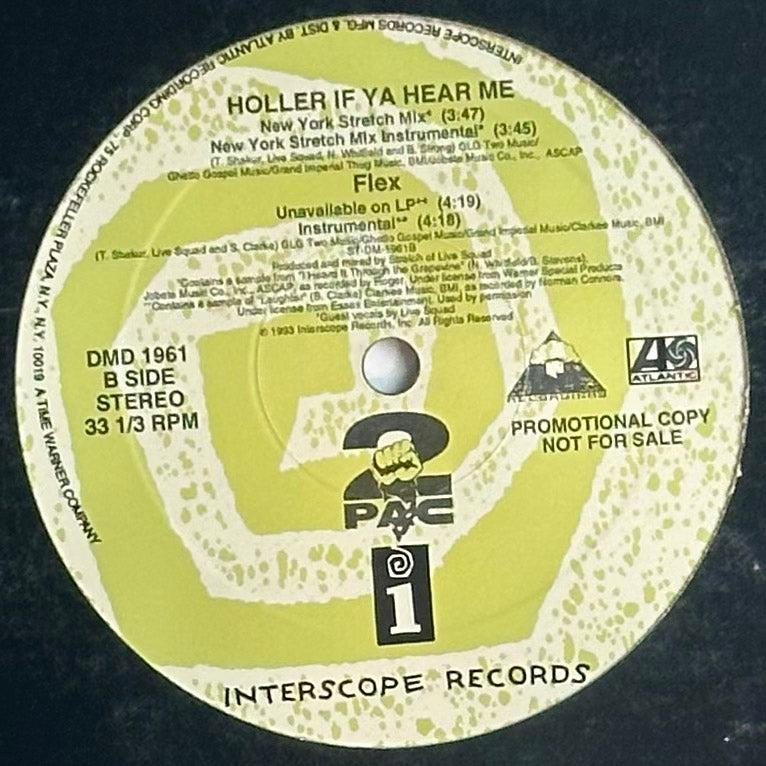 INTERSCOPE RECORDS MFG. & DIST. BY ATLANTIC RECORDING CORP., 75 ROCKEFELLER PLAZA, N.Y., N.Y. 10019 A TIME WARNER COMPANY
HOLLER IF YA HEAR ME
New York Stretch Mix* (3:47)
New York Stretch Mix Instrumental* (3:45)
(T. Shakur, Live Squad, N. Whitfield and B. Strong) GLG Two Music/
Ghetto Gospel Music/Grand Imperial Thug Music, BMI/Jobete Music Co., Inc., ASCAP
Flex
Unavailable on LP** (4:19)
Instrumental** (4:18)
(T. Shakur, Live Squad and S. Clarke) GLG Two Music/Ghetto Gospel Music/Grand Imperial Music/Clarkee Music, BMI
ST-DM-1961B
Produced and mixed by Stretch of Live Squad
*Contains a sample from "I Heard It Through the Grapevine" (N. Whitfield/B. Stevens),
Jobete Music Co., Inc., ASCAP, as recorded by Roger. Under license from Warner Special Products
**Contains a sample of "Laughter" (B. Clarke) Clarkee Music, BMI, as recorded by Norman Connors.
Under license from Essex Entertainment. Used by permission
*Guest vocals by Live Squad
© 1993 Interscope Records, Inc. All Rights Reserved
DMD 1961
B SIDE
STEREO
33 1/3 RPM
RECORDINGS
ATLANTIC
PROMOTIONAL COPY
NOT FOR SALE
2
PAC
i
INTERSCOPE RECORDS